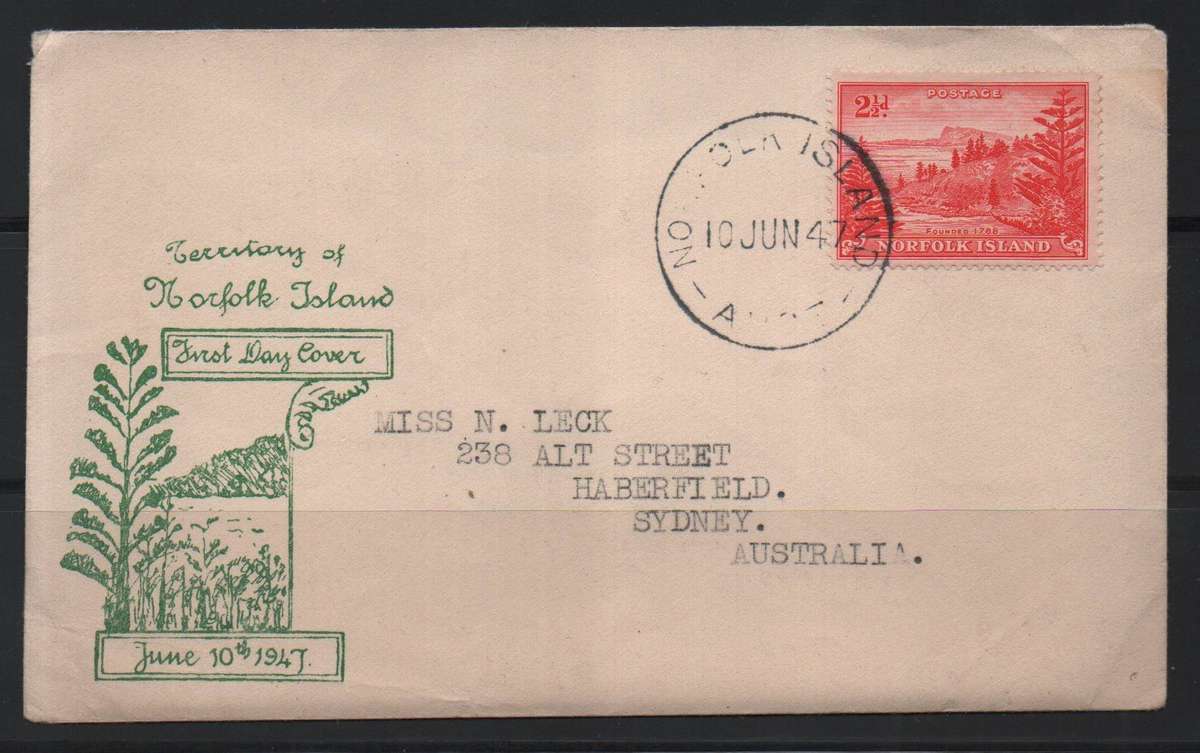 POSTAGE
2½d.
FOUNDED 1788
NORFOLK ISLAND
ISLAND
10 JUN 47
Territory of
Norfolk Island
First Day Cover
June 10th 1947.
MISS N. LECK
238 ALT STREET
HABERFIELD.
SYDNEY.
AUSTRALIA.